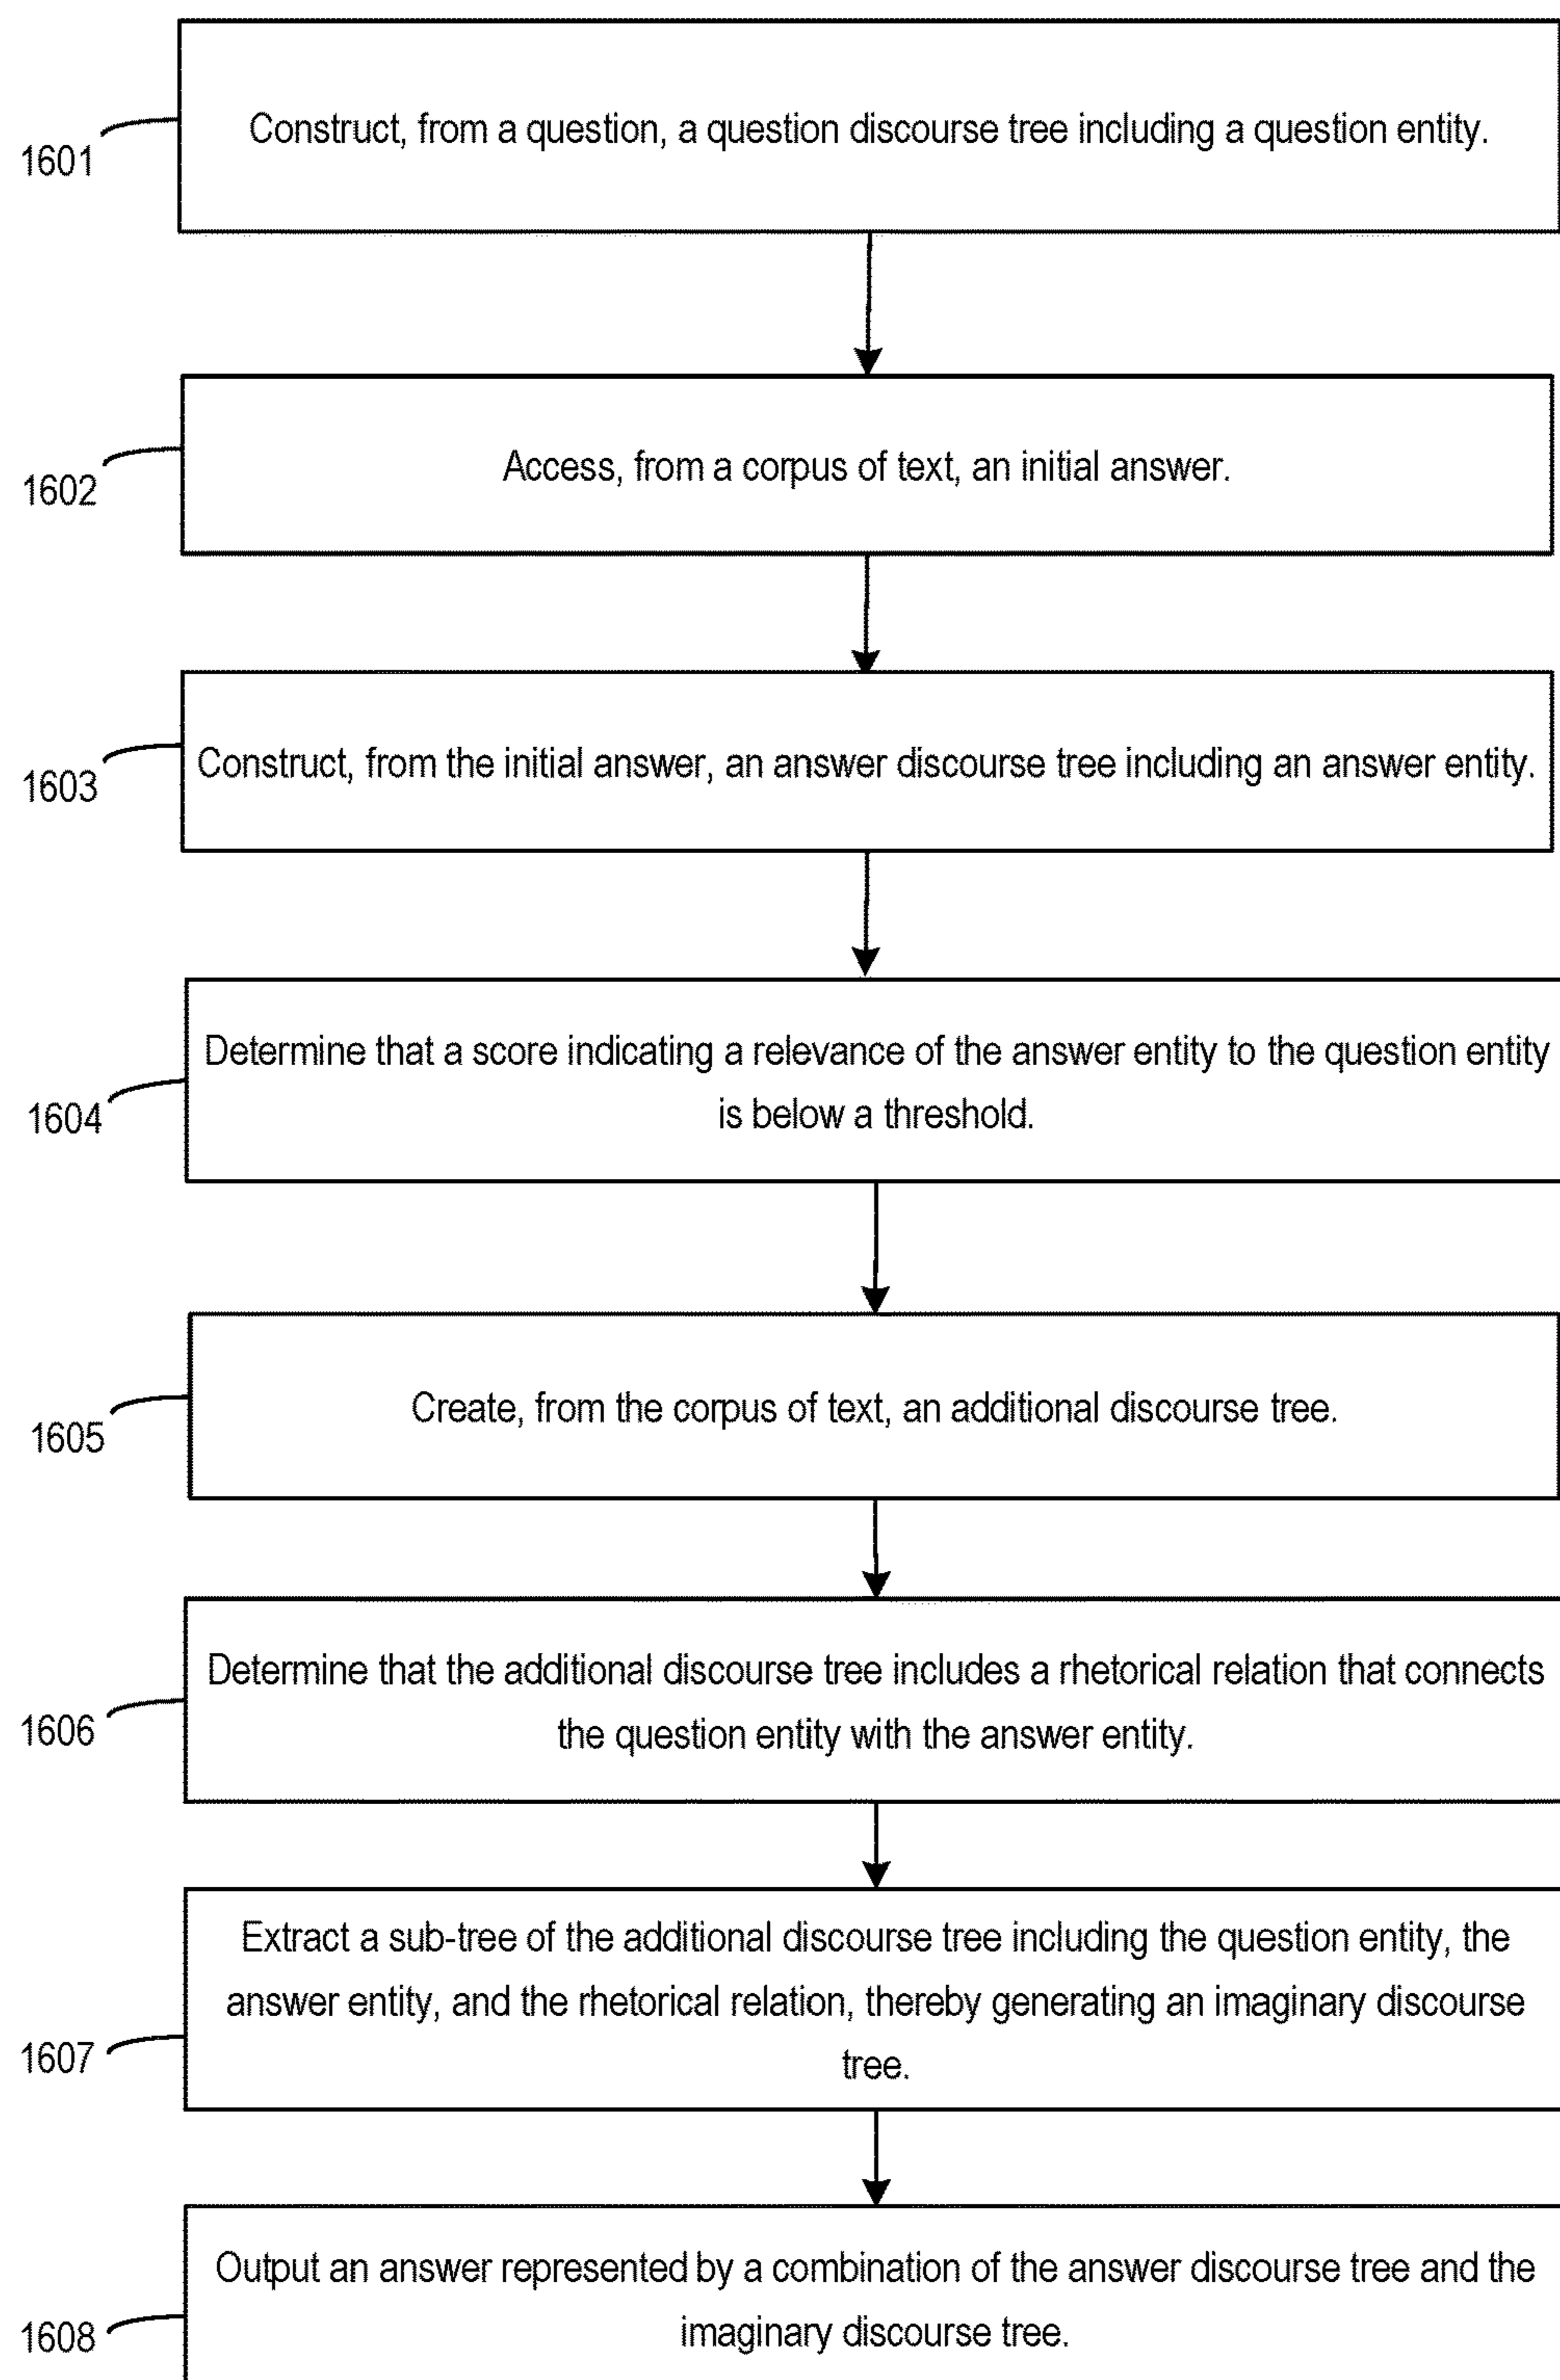 Construct, from a question, a question discourse tree including a question entity.
1601
Access, from a corpus of text, an initial answer.
1602
Construct, from the initial answer, an answer discourse tree including an answer entity.
1603
Determine that a score indicating a relevance of the answer entity to the question entity
is below a threshold.
1604
Create, from the corpus of text, an additional discourse tree.
1605
Determine that the additional discourse tree includes a rhetorical relation that connects
the question entity with the answer entity.
1606
Extract a sub-tree of the additional discourse tree including the question entity, the
answer entity, and the rhetorical relation, thereby generating an imaginary discourse
tree.
1607
Output an answer represented by a combination of the answer discourse tree and the
imaginary discourse tree.
1608